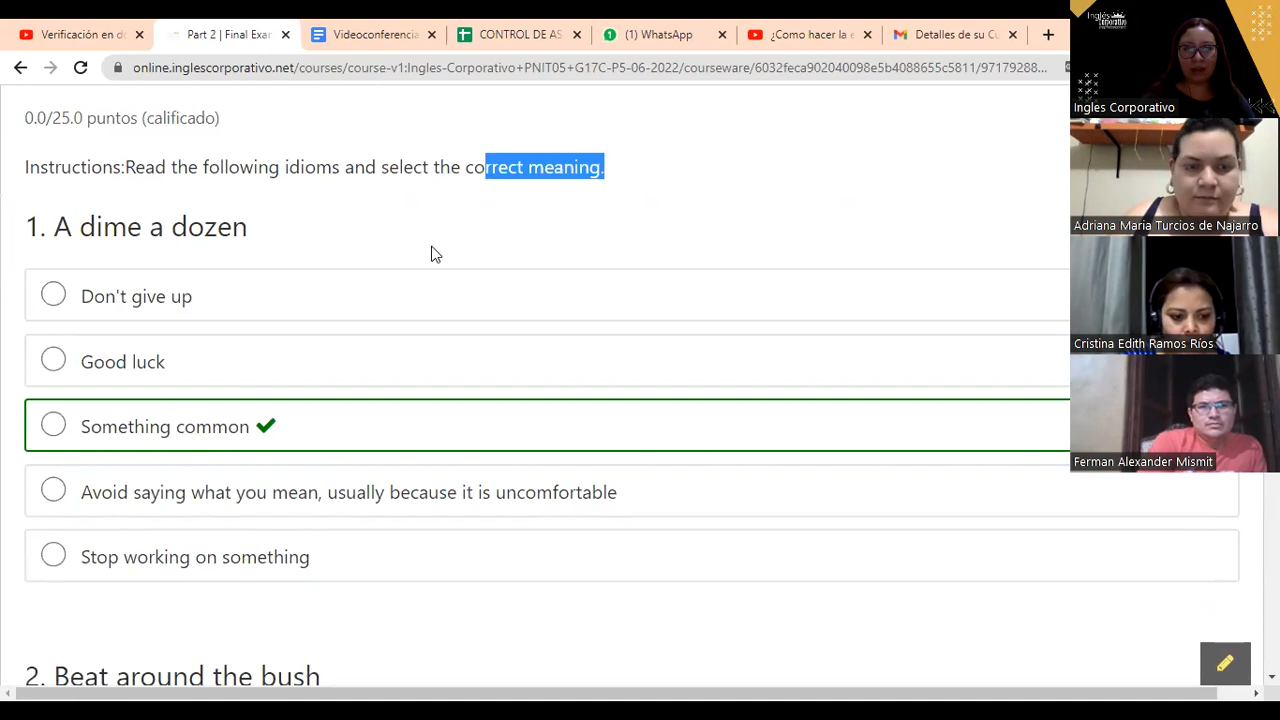 Verificación en do
Part 2 | Final Exar
Videoconferencia
CONTROL DE AS
(1) WhatsApp
¿Como hacer la e
Detalles de su Cu
online.inglescorporativo.net/courses/course-v1:Ingles-Corporativo+PNIT05+G17C-P5-06-2022/courseware/6032feca902040098e5b4088655c5811/97179288...
0.0/25.0 puntos (calificado)
Instructions:Read the following idioms and select the correct meaning.
1. A dime a dozen
Don't give up
Good luck
Something common
Avoid saying what you mean, usually because it is uncomfortable
Stop working on something
2. Beat around the bush
Inglés
Corporativo
Ingles Corporativo
Adriana Maria Turcios de Najarro
Cristina Edith Ramos Ríos
Ferman Alexander Mismit